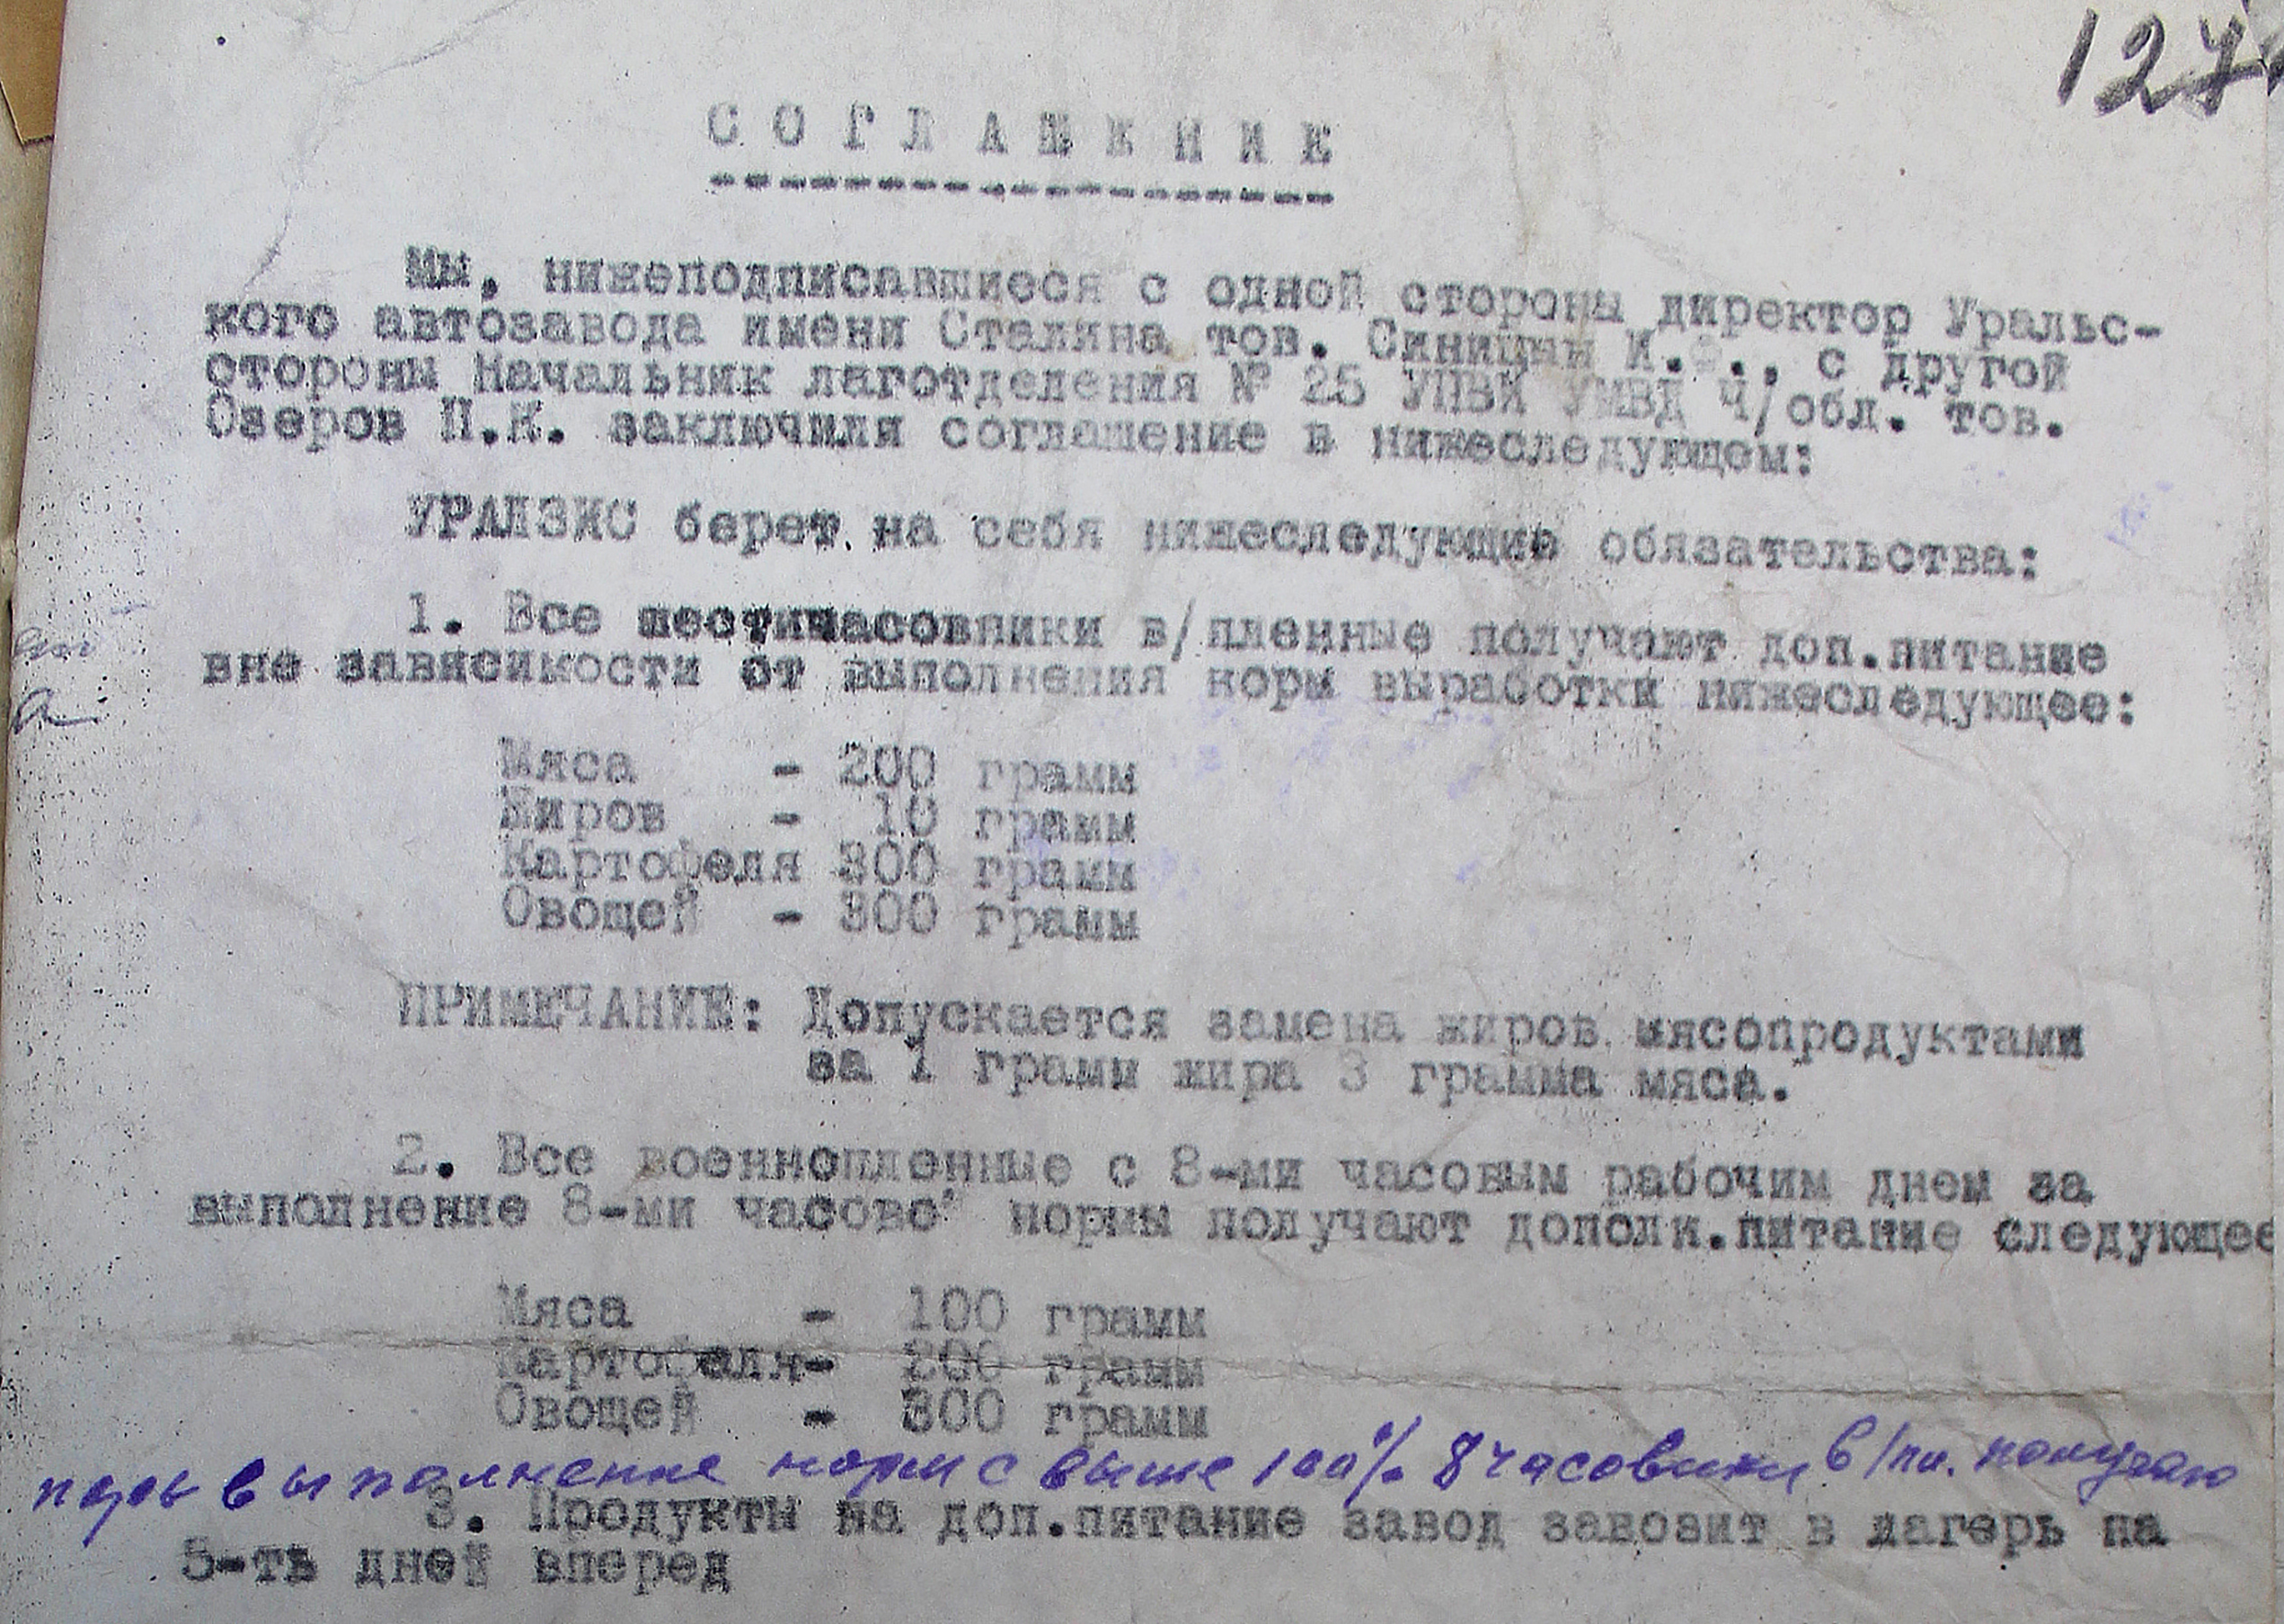 127
СОГЛАШЕНИЕ
Мы, нижеподписавшиеся с одной стороны директор Уральс-
кого автозавода имени Сталина тов. Синицын И.Ф., с другой
стороны Начальник лаготделения № 25 УПВИ УМВД Ч/обл. тов.
Озеров П.К. заключили соглашение в нижеследующем:
УРАЛЗИС берет на себя нижеследующие обязательства:
1. Все шестичасовники в/пленные получают доп.питание
вне зависимости от выполнения норм выработки нижеследующее:
Мяса - 200 грамм
Жиров - 10 грамм
Картофеля 300 грамм
Овощей - 300 грамм
ПРИМЕЧАНИЕ: Допускается замена жиров мясопродуктами
за 1 грамм жира 3 грамма мяса.
2. Все военнопленные с 8-ми часовым рабочим днем за
выполнение 8-ми часовой нормы получают дополн.питание следующее
Мяса - 100 грамм
Картофеля- 200 грамм
Овощей - 300 грамм
выполнение норм свыше 100% 8 часовики в/пл. получаю
3. Продукты на доп.питание завод завозит в лагерь на
5-ть дней вперед